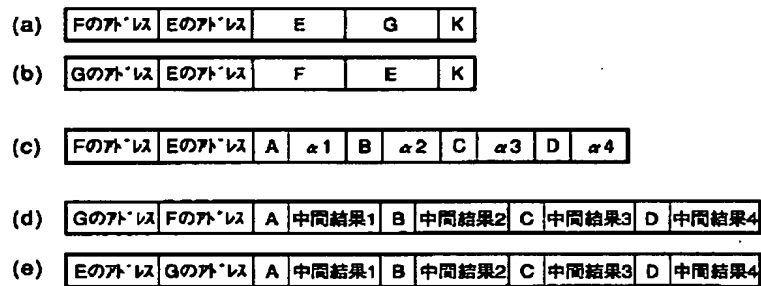 (a) Fのｱﾄﾞﾚｽ Eのｱﾄﾞﾚｽ E G K
(b) Gのｱﾄﾞﾚｽ Eのｱﾄﾞﾚｽ F E K
(c) Fのｱﾄﾞﾚｽ Eのｱﾄﾞﾚｽ A α1 B α2 C α3 D α4
(d) Gのｱﾄﾞﾚｽ Fのｱﾄﾞﾚｽ A 中間結果1 B 中間結果2 C 中間結果3 D 中間結果4
(e) Eのｱﾄﾞﾚｽ Gのｱﾄﾞﾚｽ A 中間結果1 B 中間結果2 C 中間結果3 D 中間結果4